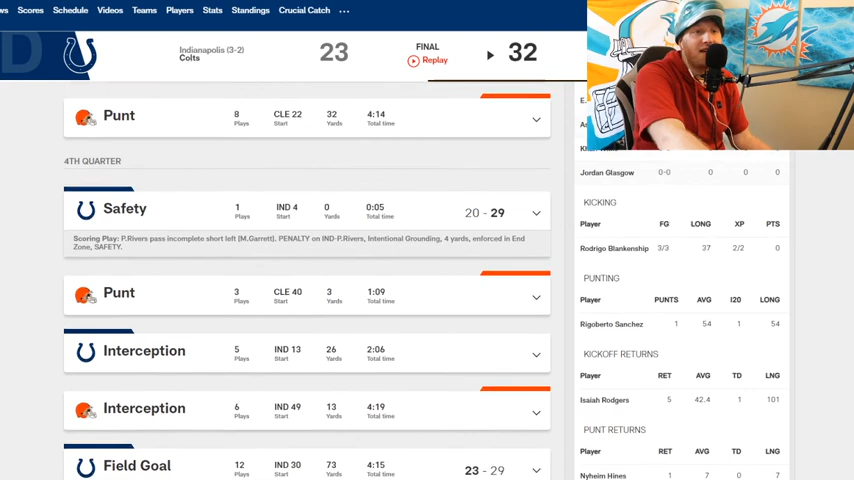 ws Scores Schedule Videos Teams Players Stats Standings Crucial Catch ...
D Indianapolis (3-2)
Colts
23 FINAL 32
Replay
Punt 8 CLE 22 32 4:14
Plays Start Yards Total time
4TH QUARTER
Safety 1 IND 4 0 0:05 20 - 29
Plays Start Yards Total time
Scoring Play: P.Rivers pass incomplete short left [M.Garrett]. PENALTY on IND-P.Rivers, Intentional Grounding, 4 yards, enforced in End
Zone, SAFETY.
Punt 3 CLE 40 3 1:09
Plays Start Yards Total time
Interception 5 IND 13 26 2:06
Plays Start Yards Total time
Interception 6 IND 49 13 4:19
Plays Start Yards Total time
Field Goal 12 IND 30 73 4:15 23 - 29
Plays Start Yards Total time
E.
Jordan Glasgow 0-0 0 0 0
KICKING
Player FG LONG XP PTS
Rodrigo Blankenship 3/3 37 2/2 0
PUNTING
Player PUNTS AVG I20 LONG
Rigoberto Sanchez 1 54 1 54
KICKOFF RETURNS
Player RET AVG TD LNG
Isaiah Rodgers 5 42.4 1 101
PUNT RETURNS
Player RET AVG TD LNG
Nyheim Hines 1 7 0 7